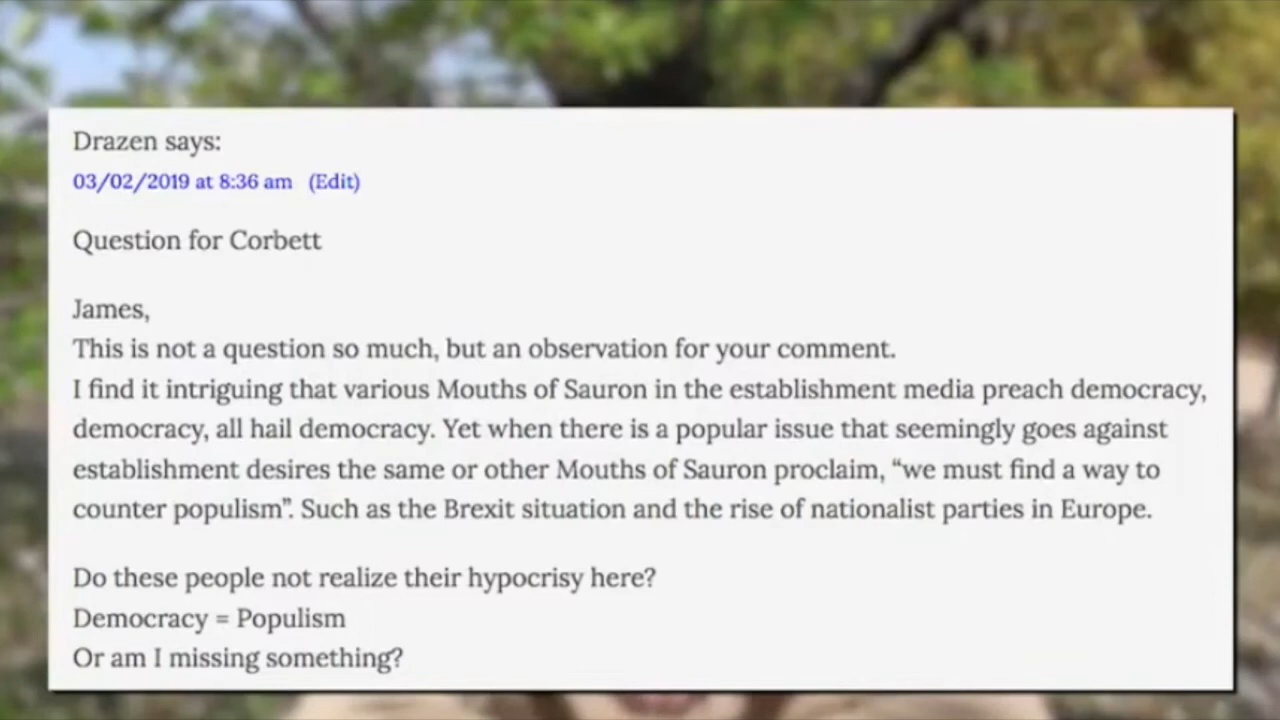 Drazen says:
03/02/2019 at 8:36 am (Edit)
Question for Corbett
James,
This is not a question so much, but an observation for your comment.
I find it intriguing that various Mouths of Sauron in the establishment media preach democracy,
democracy, all hail democracy. Yet when there is a popular issue that seemingly goes against
establishment desires the same or other Mouths of Sauron proclaim, “we must find a way to
counter populism”. Such as the Brexit situation and the rise of nationalist parties in Europe.
Do these people not realize their hypocrisy here?
Democracy = Populism
Or am I missing something?